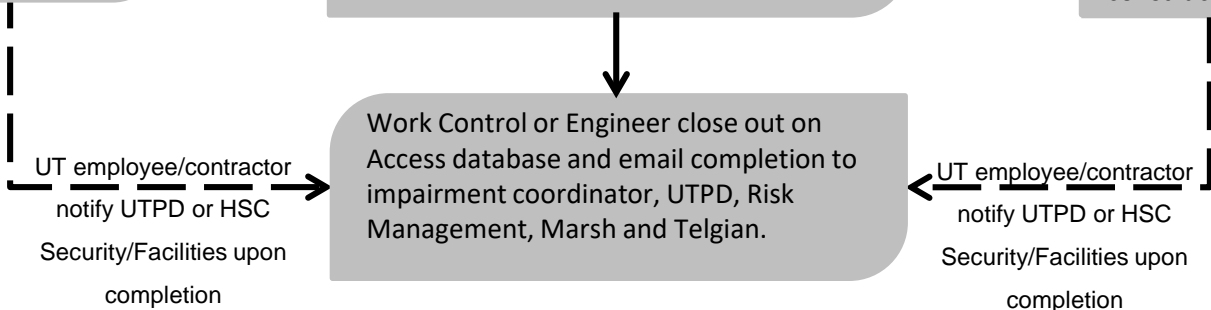 Work Control or Engineer close out on
Access database and email completion to
impairment coordinator, UTPD, Risk
Management, Marsh and Telgian.
UT employee/contractor
notify UTPD or HSC
Security/Facilities upon
completion
UT employee/contractor
notify UTPD or HSC
Security/Facilities upon
completion